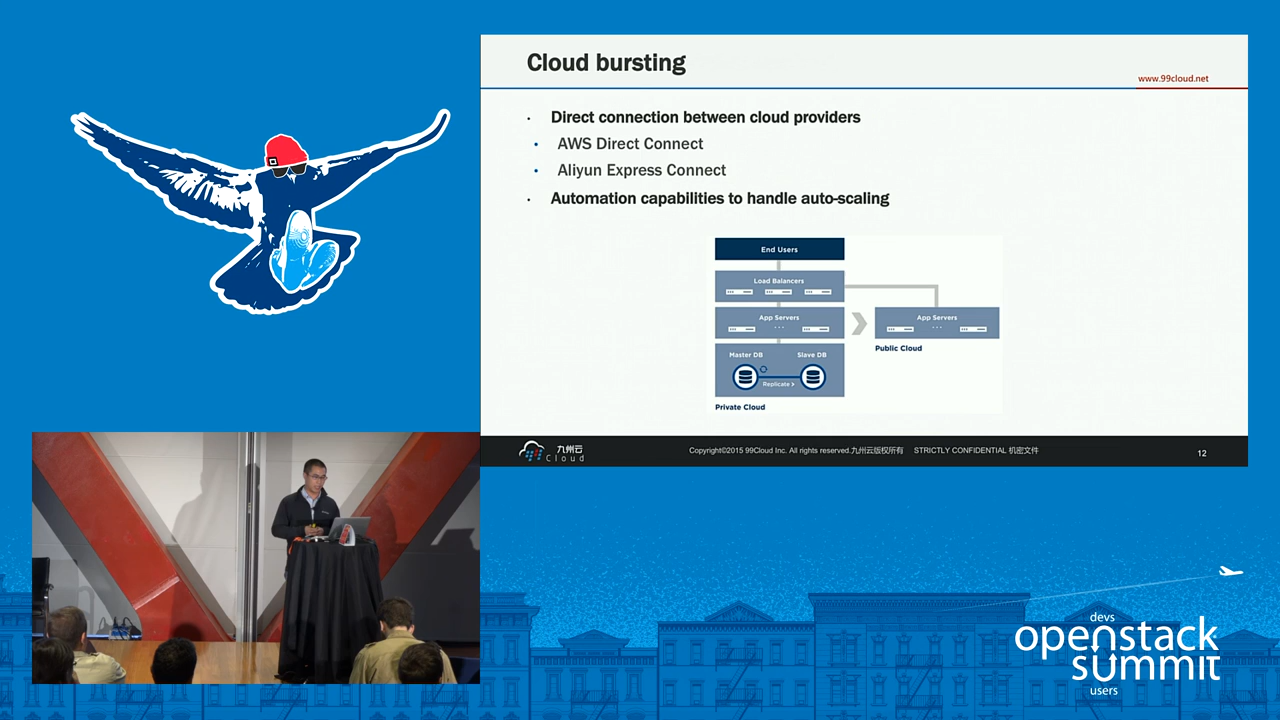 Cloud bursting
www.99cloud.net
Direct connection between cloud providers
AWS Direct Connect
Aliyun Express Connect
Automation capabilities to handle auto-scaling
End Users
Load Balancers
App Servers
App Servers
Public Cloud
Master DB
Slave DB
Replicate >
Private Cloud
九州云
Cloud
Copyright©2015 99Cloud Inc. All rights reserved.九州云版权所有 STRICTLY CONFIDENTIAL 机密文件
12
devs
openstack
summit
users